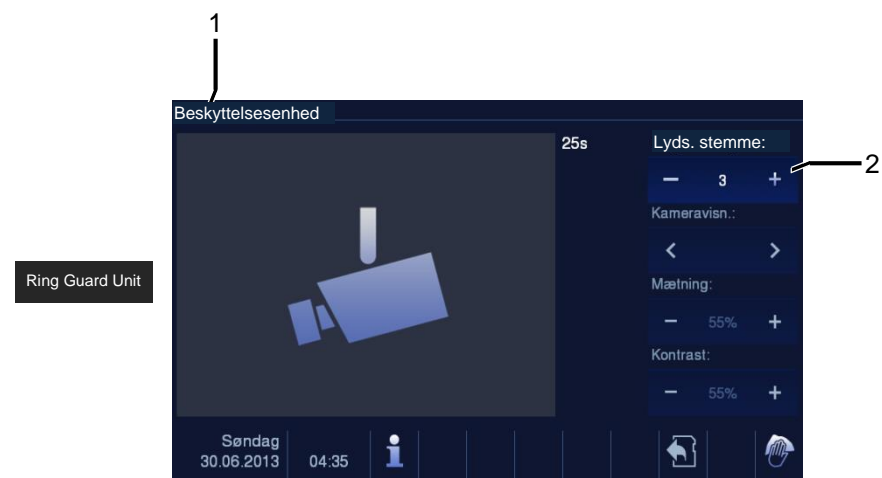 1
Beskyttelsesenhed
25s
Lyds. stemme:
− 3 +
2
Kameravisn.:
< >
Ring Guard Unit
Mætning:
− 55% +
Kontrast:
− 55% +
Søndag
30.06.2013
04:35